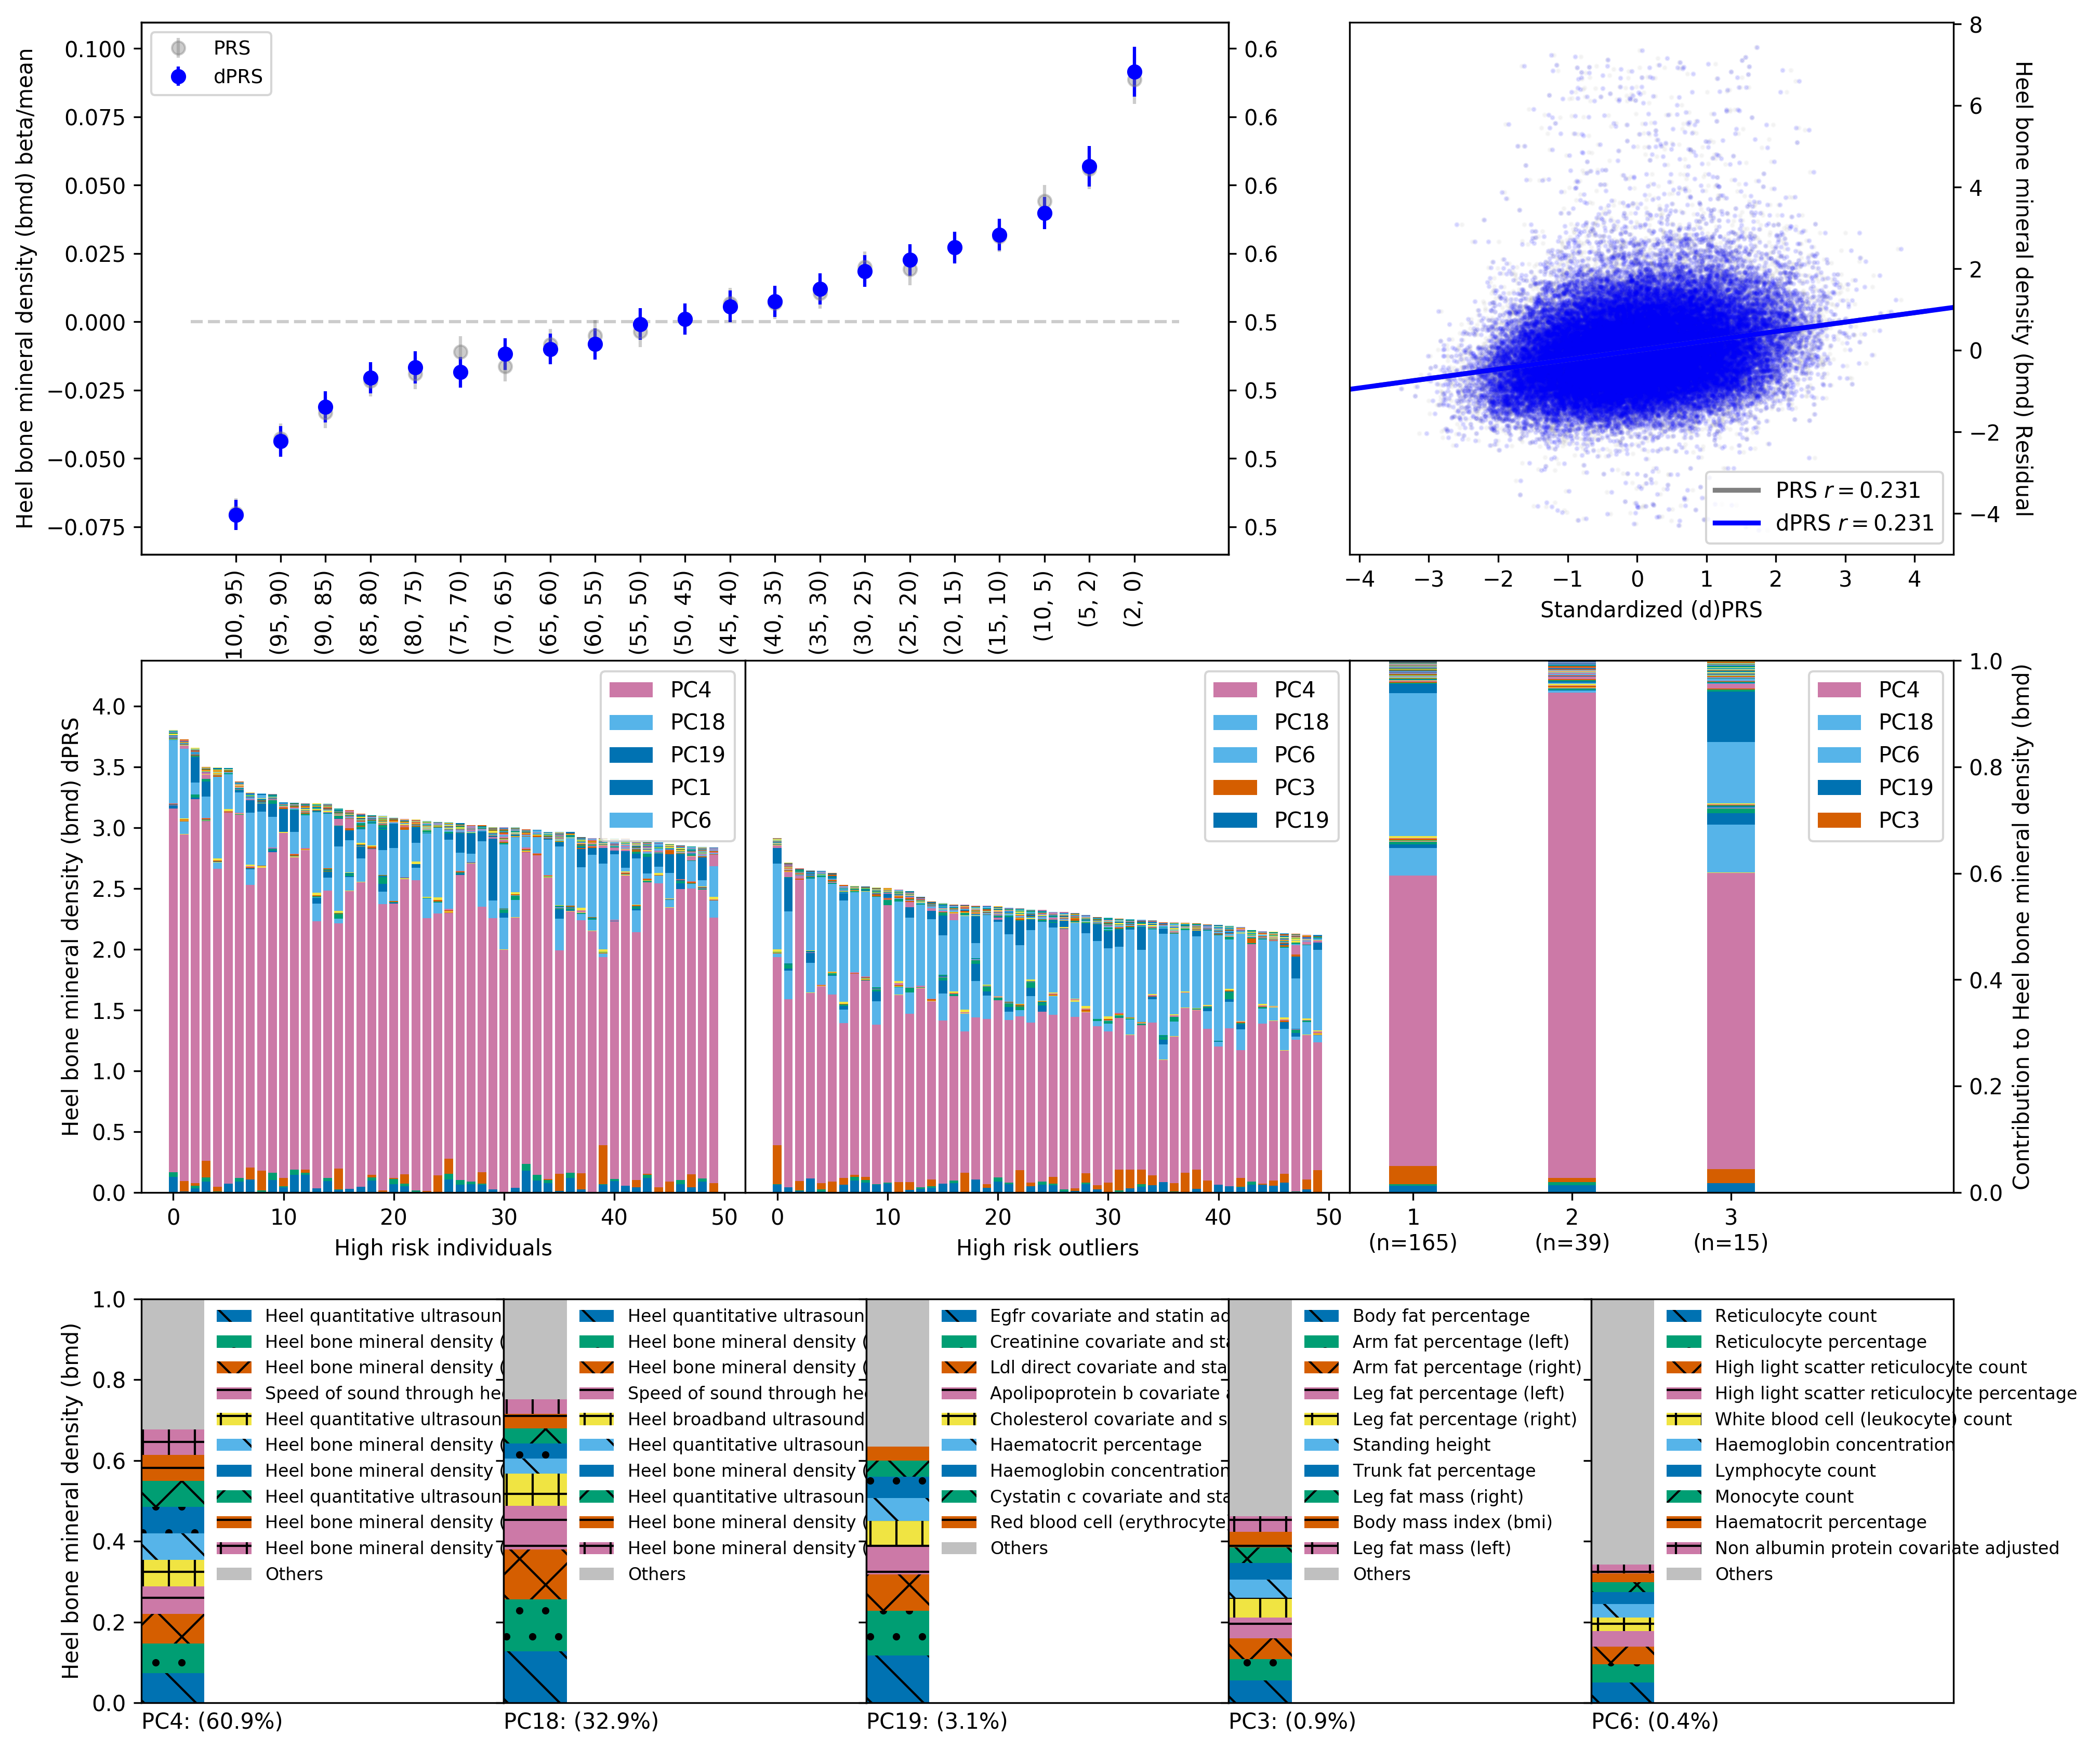 Heel bone mineral density (bmd) beta/mean
0.100
0.075
0.050
0.025
0.000
−0.025
−0.050
−0.075
PRS
dPRS
0.6
0.6
0.6
0.6
0.5
0.5
0.5
0.5
100, 95)
(95, 90)
(90, 85)
(85, 80)
(80, 75)
(75, 70)
(70, 65)
(65, 60)
(60, 55)
(55, 50)
(50, 45)
(45, 40)
(40, 35)
(35, 30)
(30, 25)
(25, 20)
(20, 15)
(15, 10)
(10, 5)
(5, 2)
(2, 0)
8
6
4
2
0
−2
−4
Heel bone mineral density (bmd) Residual
PRS r = 0.231
dPRS r = 0.231
−4 −3 −2 −1 0 1 2 3 4
Standardized (d)PRS
Heel bone mineral density (bmd) dPRS
4.0
3.5
3.0
2.5
2.0
1.5
1.0
0.5
0.0
PC4
PC18
PC19
PC1
PC6
0 10 20 30 40 50
High risk individuals
PC4
PC18
PC6
PC3
PC19
0 10 20 30 40 50
High risk outliers
PC4
PC18
PC6
PC19
PC3
1 2 3
(n=165) (n=39) (n=15)
1.0
0.8
0.6
0.4
0.2
0.0
Contribution to Heel bone mineral density (bmd)
Heel bone mineral density (bmd)
1.0
0.8
0.6
0.4
0.2
0.0
Heel quantitative ultrasoun
Heel bone mineral density (
Heel bone mineral density (
Speed of sound through hee
Heel quantitative ultrasoun
Heel bone mineral density (
Heel bone mineral density (
Heel quantitative ultrasoun
Heel bone mineral density (
Heel bone mineral density (
Others
PC4: (60.9%)
Heel quantitative ultrasoun
Heel bone mineral density (
Heel bone mineral density (
Speed of sound through hee
Heel broadband ultrasound
Heel quantitative ultrasoun
Heel bone mineral density (
Heel quantitative ultrasoun
Heel bone mineral density (
Heel bone mineral density (
Others
PC18: (32.9%)
Egfr covariate and statin ad
Creatinine covariate and sta
Ldl direct covariate and sta
Apolipoprotein b covariate a
Cholesterol covariate and s
Haematocrit percentage
Haemoglobin concentration
Cystatin c covariate and sta
Red blood cell (erythrocyte
Others
PC19: (3.1%)
Body fat percentage
Arm fat percentage (left)
Arm fat percentage (right)
Leg fat percentage (left)
Leg fat percentage (right)
Standing height
Trunk fat percentage
Leg fat mass (right)
Body mass index (bmi)
Leg fat mass (left)
Others
PC3: (0.9%)
Reticulocyte count
Reticulocyte percentage
High light scatter reticulocyte count
High light scatter reticulocyte percentage
White blood cell (leukocyte) count
Haemoglobin concentration
Lymphocyte count
Monocyte count
Haematocrit percentage
Non albumin protein covariate adjusted
Others
PC6: (0.4%)